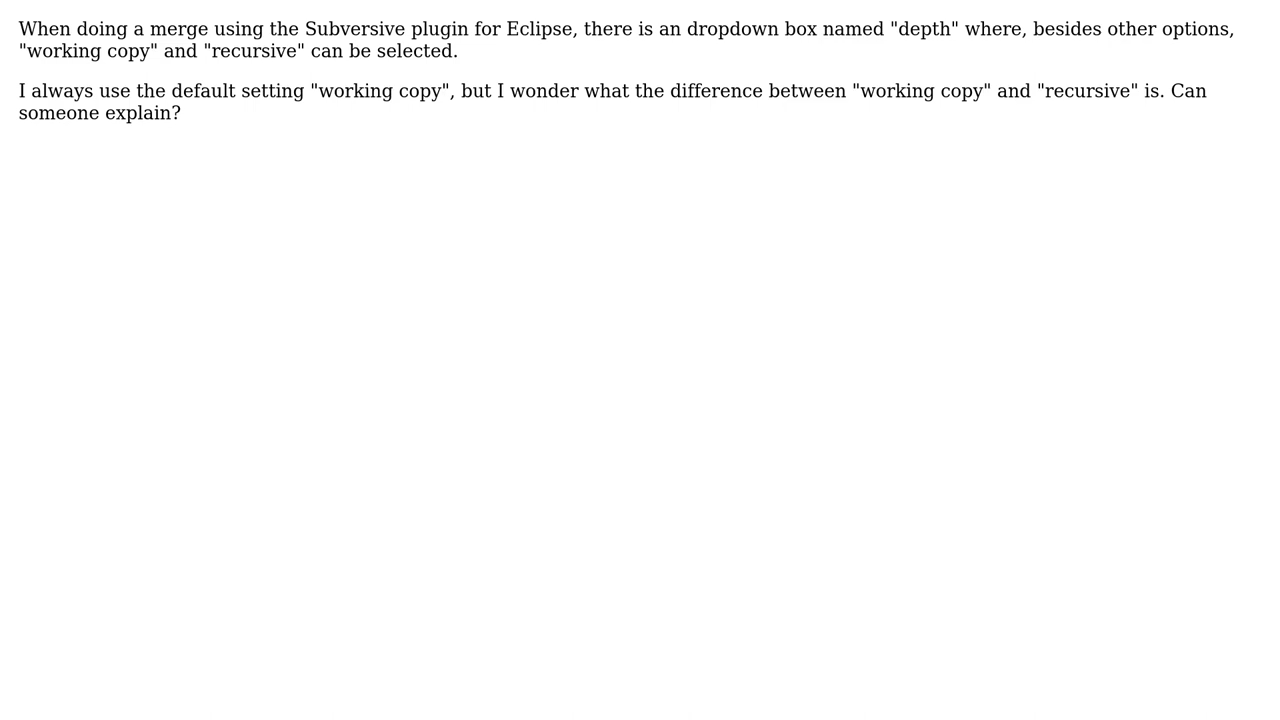 When doing a merge using the Subversive plugin for Eclipse, there is an dropdown box named "depth" where, besides other options,
"working copy" and "recursive" can be selected.
I always use the default setting "working copy", but I wonder what the difference between "working copy" and "recursive" is. Can
someone explain?